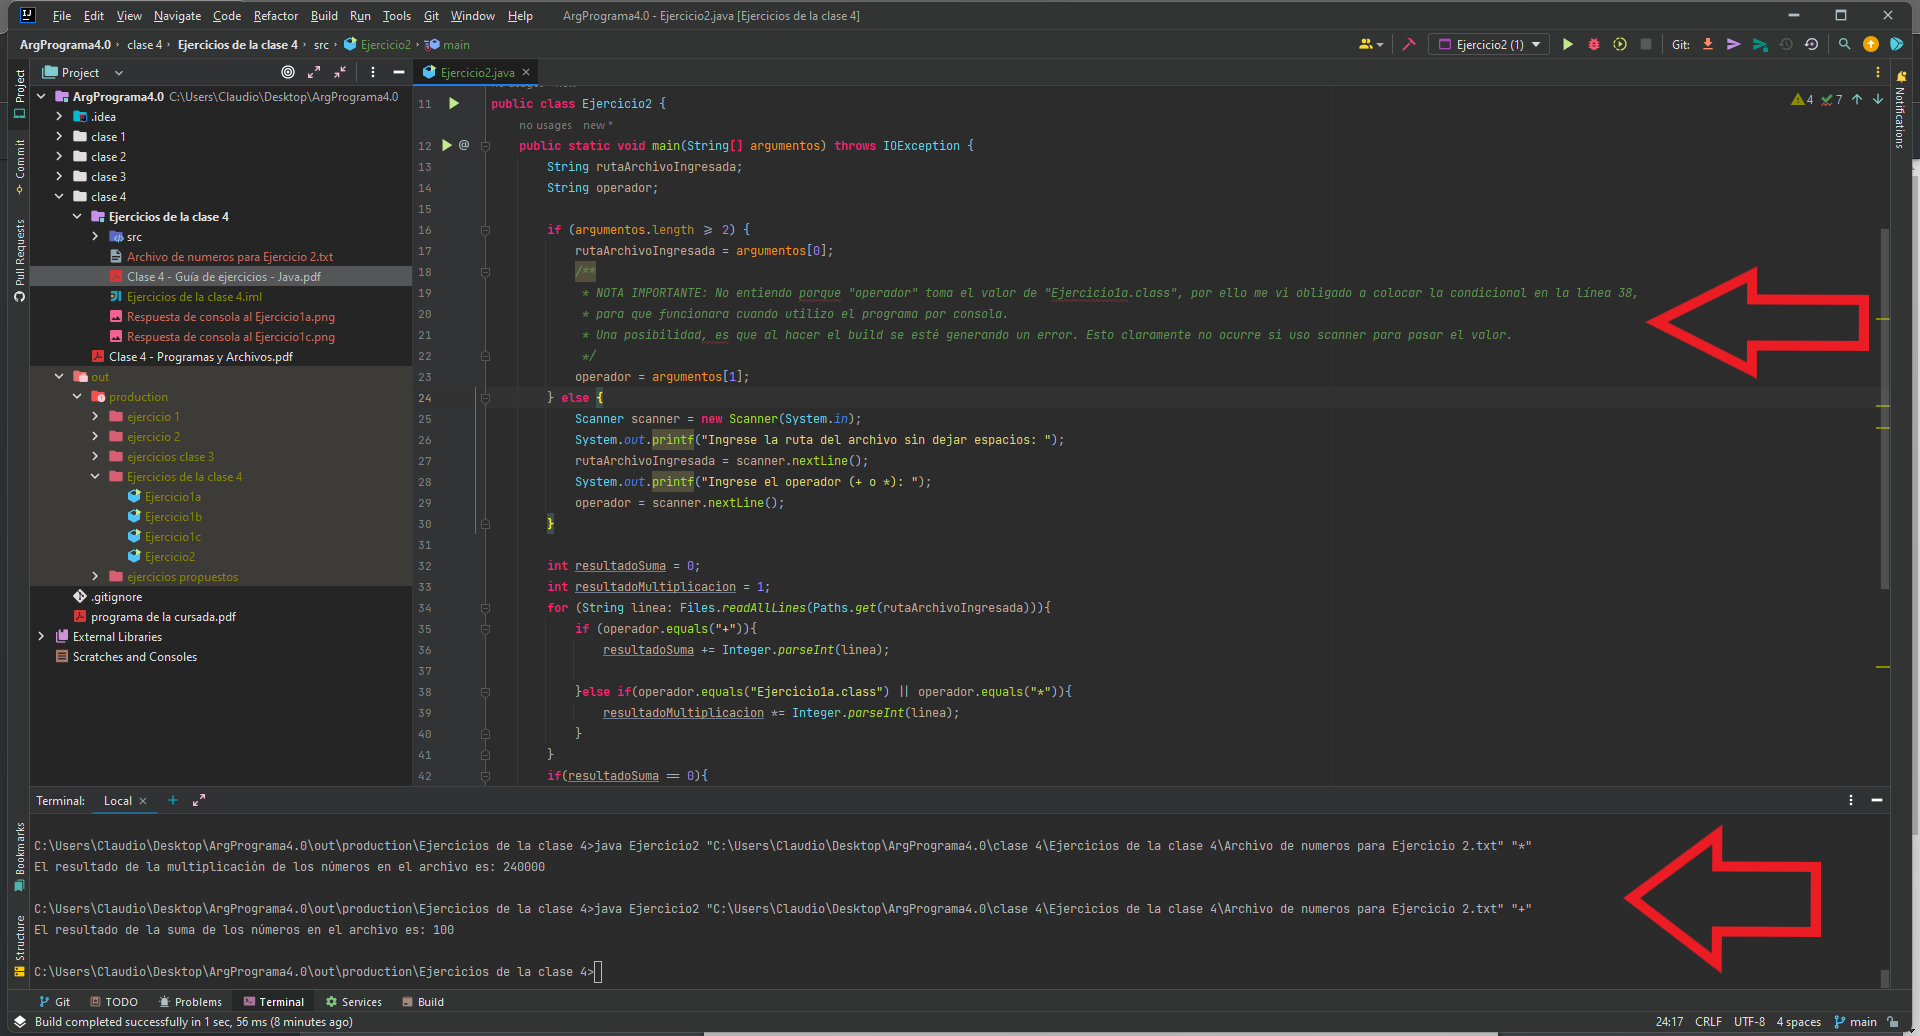 File Edit View Navigate Code Refactor Build Run Tools Git Window Help ArgPrograma4.0 - Ejercicio2.java [Ejercicios de la clase 4]
ArgPrograma4.0 › clase 4 › Ejercicios de la clase 4 › src › Ejercicio2 › main
Ejercicio2 (1)
Git:
Project
ArgPrograma4.0 C:\Users\Claudio\Desktop\ArgPrograma4.0
.idea
clase 1
clase 2
clase 3
clase 4
Ejercicios de la clase 4
src
Archivo de numeros para Ejercicio 2.txt
Clase 4 - Guía de ejercicios - Java.pdf
Ejercicios de la clase 4.iml
Respuesta de consola al Ejercicio1a.png
Respuesta de consola al Ejercicio1c.png
Clase 4 - Programas y Archivos.pdf
out
production
ejercicio 1
ejercicio 2
ejercicios clase 3
Ejercicios de la clase 4
Ejercicio1a
Ejercicio1b
Ejercicio1c
Ejercicio2
ejercicios propuestos
.gitignore
programa de la cursada.pdf
External Libraries
Scratches and Consoles
Project
Commit
Pull Requests
Bookmarks
Structure
Notifications
Ejercicio2.java
4 7
11 public class Ejercicio2 {
no usages new *
12 @ public static void main(String[] argumentos) throws IOException {
13 String rutaArchivoIngresada;
14 String operador;
15
16 if (argumentos.length >= 2) {
17 rutaArchivoIngresada = argumentos[0];
18 /**
19 * NOTA IMPORTANTE: No entiendo porque "operador" toma el valor de "Ejercicio1a.class", por ello me vi obligado a colocar la condicional en la línea 38,
20 * para que funcionara cuando utilizo el programa por consola.
21 * Una posibilidad, es que al hacer el build se esté generando un error. Esto claramente no ocurre si uso scanner para pasar el valor.
22 */
23 operador = argumentos[1];
24 } else {
25 Scanner scanner = new Scanner(System.in);
26 System.out.printf("Ingrese la ruta del archivo sin dejar espacios: ");
27 rutaArchivoIngresada = scanner.nextLine();
28 System.out.printf("Ingrese el operador (+ o *): ");
29 operador = scanner.nextLine();
30 }
31
32 int resultadoSuma = 0;
33 int resultadoMultiplicacion = 1;
34 for (String linea: Files.readAllLines(Paths.get(rutaArchivoIngresada))){
35 if (operador.equals("+")){
36 resultadoSuma += Integer.parseInt(linea);
37
38 }else if(operador.equals("Ejercicio1a.class") || operador.equals("*")){
39 resultadoMultiplicacion *= Integer.parseInt(linea);
40 }
41 }
42 if(resultadoSuma == 0){
Terminal: Local
C:\Users\Claudio\Desktop\ArgPrograma4.0\out\production\Ejercicios de la clase 4>java Ejercicio2 "C:\Users\Claudio\Desktop\ArgPrograma4.0\clase 4\Ejercicios de la clase 4\Archivo de numeros para Ejercicio 2.txt" "*"
El resultado de la multiplicación de los números en el archivo es: 240000
C:\Users\Claudio\Desktop\ArgPrograma4.0\out\production\Ejercicios de la clase 4>java Ejercicio2 "C:\Users\Claudio\Desktop\ArgPrograma4.0\clase 4\Ejercicios de la clase 4\Archivo de numeros para Ejercicio 2.txt" "+"
El resultado de la suma de los números en el archivo es: 100
C:\Users\Claudio\Desktop\ArgPrograma4.0\out\production\Ejercicios de la clase 4>
Git TODO Problems Terminal Services Build
Build completed successfully in 1 sec, 56 ms (8 minutes ago)
24:17 CRLF UTF-8 4 spaces main